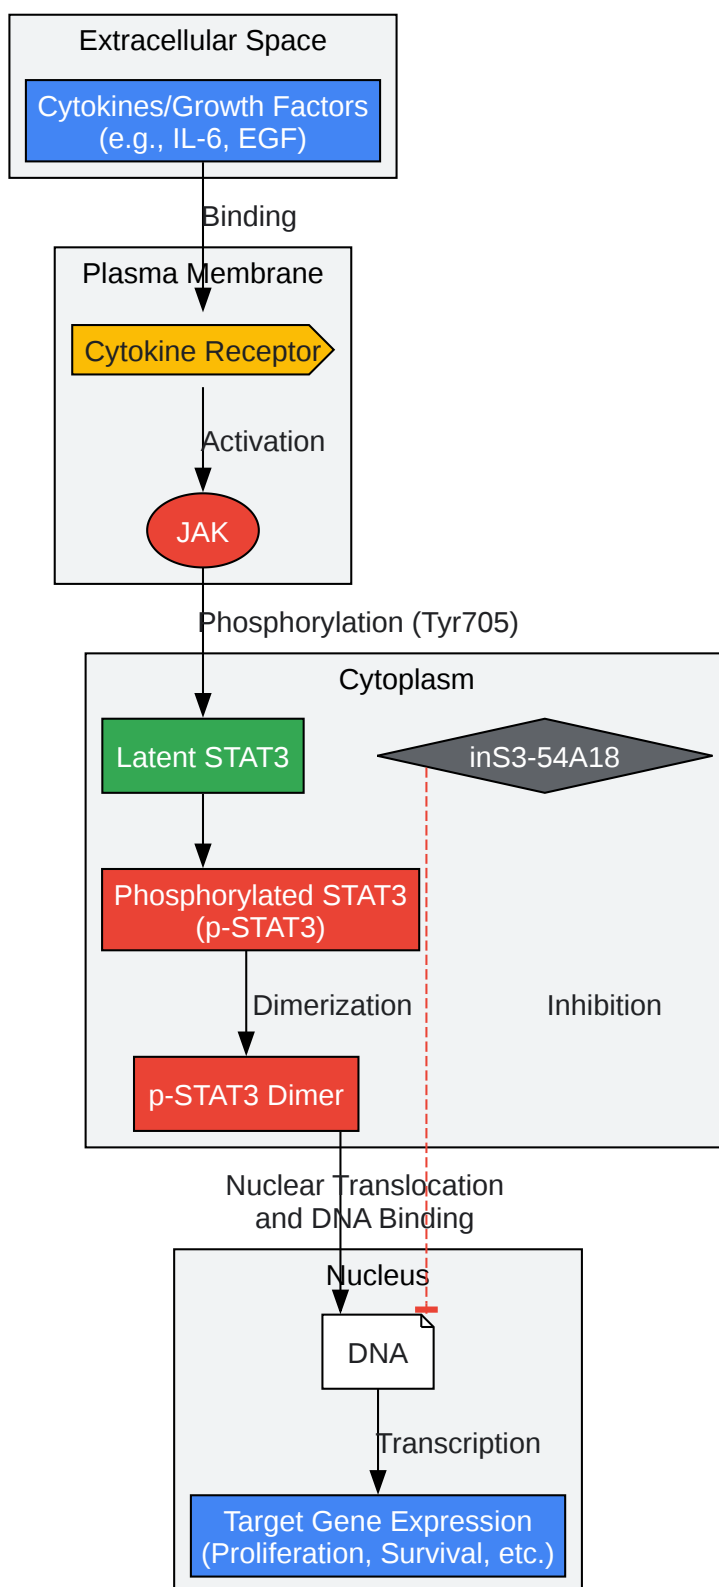 Extracellular Space
Cytokines/Growth Factors
(e.g., IL-6, EGF)
Binding
Plasma Membrane
Cytokine Receptor
Activation
JAK
Phosphorylation (Tyr705)
Cytoplasm
Latent STAT3
inS3-54A18
Phosphorylated STAT3
(p-STAT3)
Dimerization
Inhibition
p-STAT3 Dimer
Nuclear Translocation
and DNA Binding
Nucleus
DNA
Transcription
Target Gene Expression
(Proliferation, Survival, etc.)